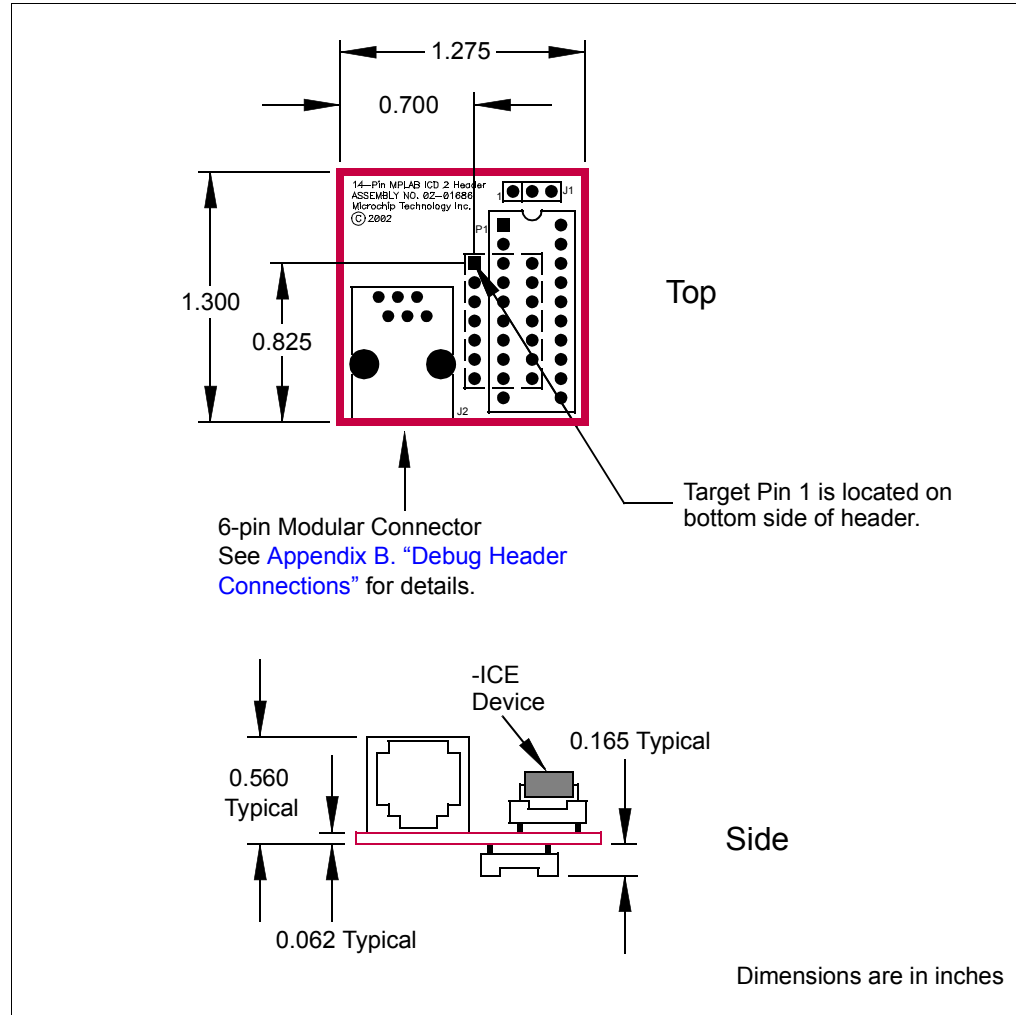 1.275
0.700
14-Pin MPLAB ICD 2 Header
ASSEMBLY NO. 02-01686
Microchip Technology Inc.
© 2002
1
J1
P1
1.300
0.825
Top
J2
Target Pin 1 is located on
bottom side of header.
6-pin Modular Connector
See Appendix B. “Debug Header
Connections” for details.
-ICE
Device
0.165 Typical
0.560
Typical
Side
0.062 Typical
Dimensions are in inches